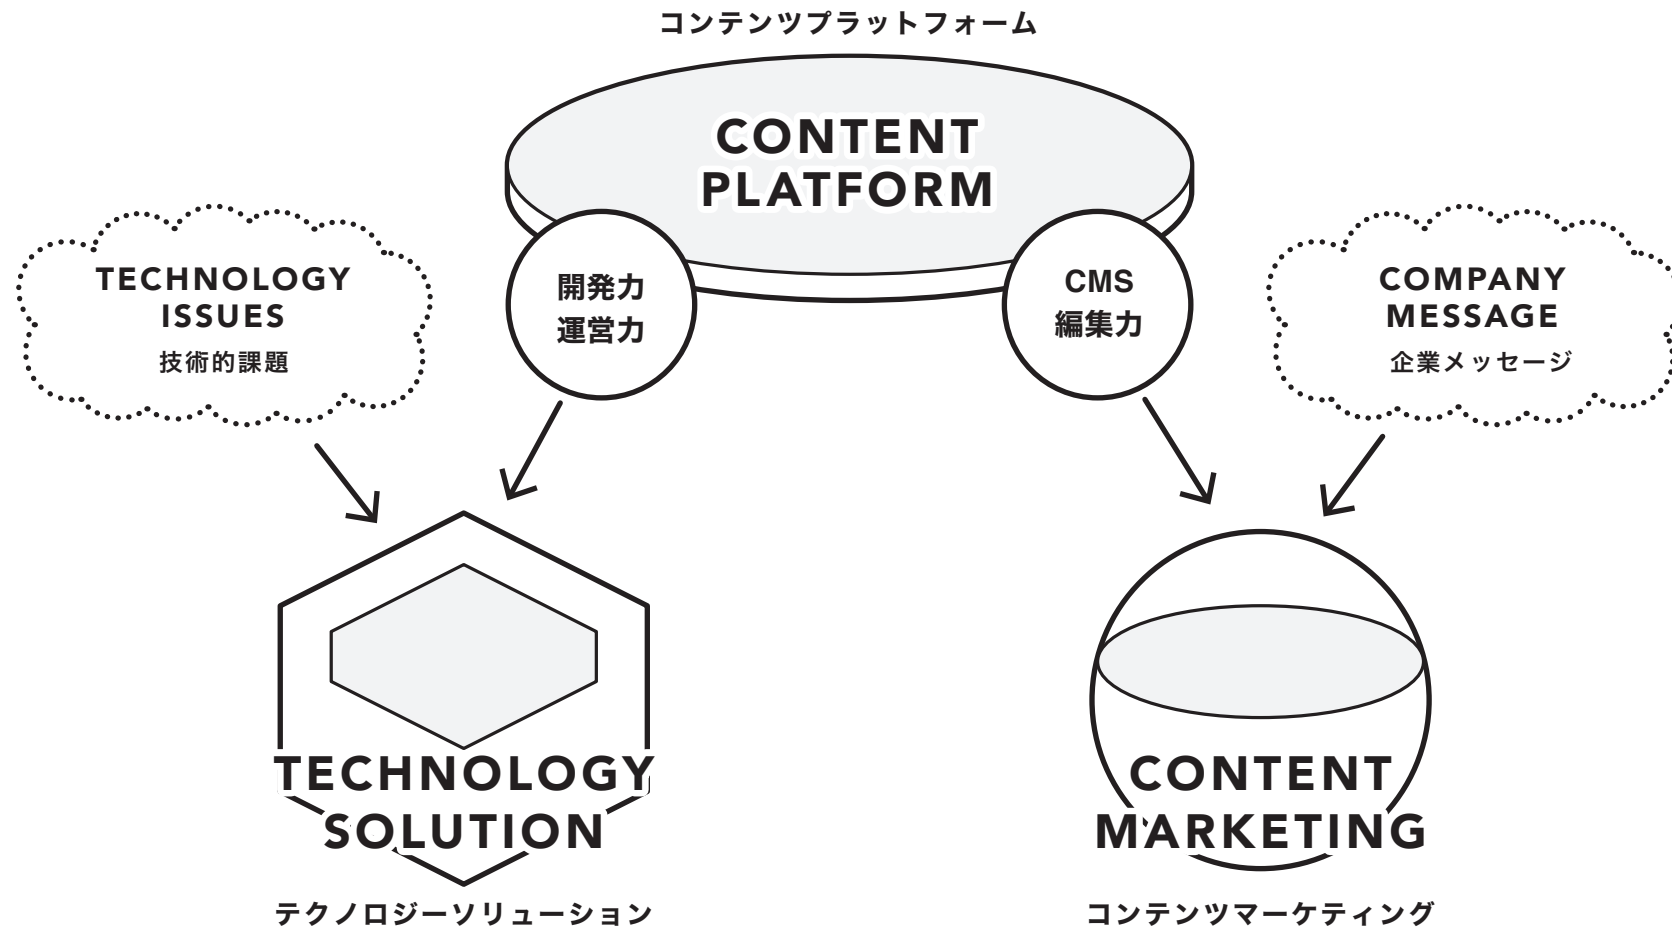 コンテンツプラットフォーム
CONTENT
PLATFORM
TECHNOLOGY
ISSUES
技術的課題
開発力
運営力
CMS
編集力
COMPANY
MESSAGE
企業メッセージ
TECHNOLOGY
SOLUTION
テクノロジーソリューション
CONTENT
MARKETING
コンテンツマーケティング